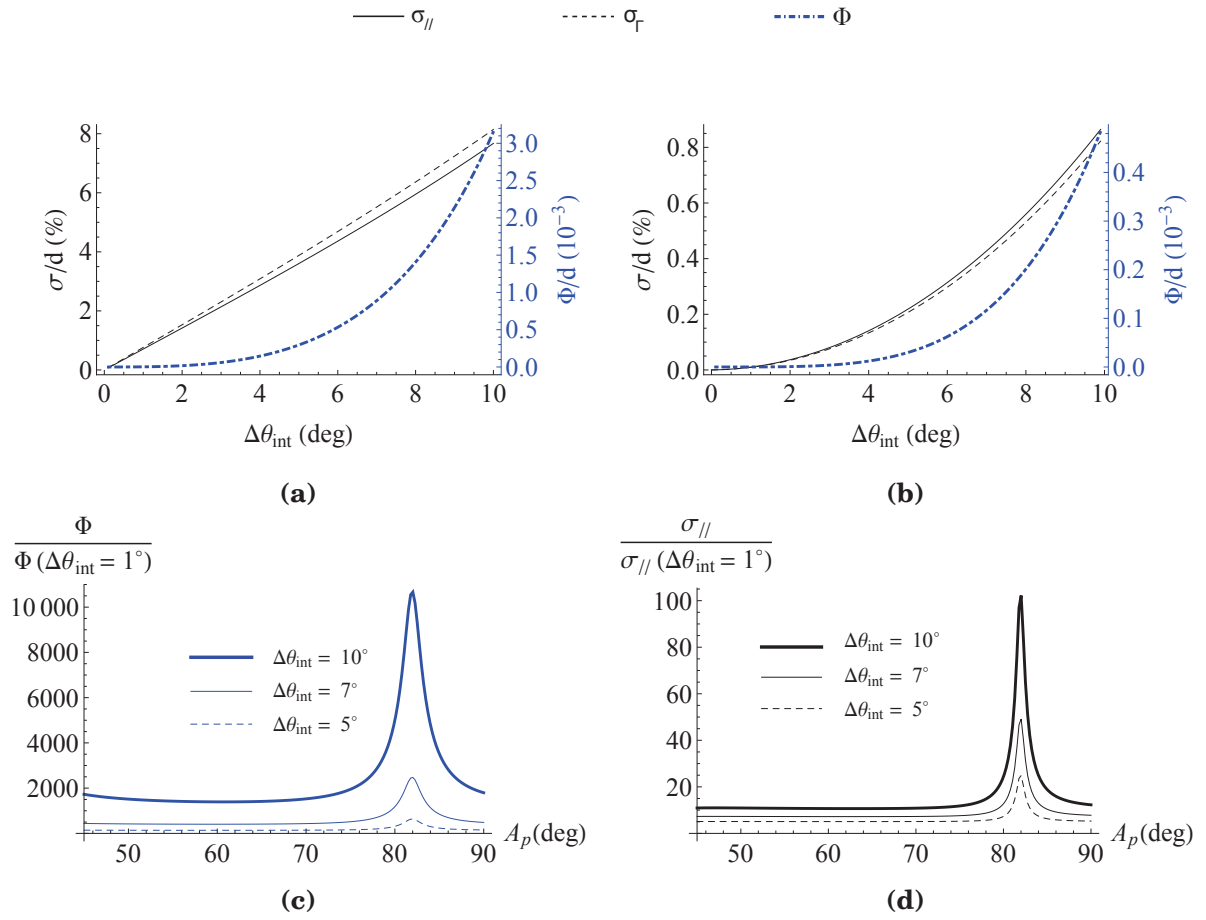 σ// σΓ Φ
8
6
4
2
0
σ/d (%)
3.0
2.5
2.0
1.5
1.0
0.5
0.0
Φ/d (10⁻³)
0 2 4 6 8 10
Δθint (deg)
(a)
0.8
0.6
0.4
0.2
0.0
σ/d (%)
0.4
0.3
0.2
0.1
0
Φ/d (10⁻³)
0 2 4 6 8 10
Δθint (deg)
(b)
Φ
Φ (Δθint = 1°)
10 000
8000
6000
4000
2000
Δθint = 10°
Δθint = 7°
Δθint = 5°
50 60 70 80 90
Ap(deg)
(c)
σ//
σ// (Δθint = 1°)
100
80
60
40
20
Δθint = 10°
Δθint = 7°
Δθint = 5°
50 60 70 80 90
Ap(deg)
(d)